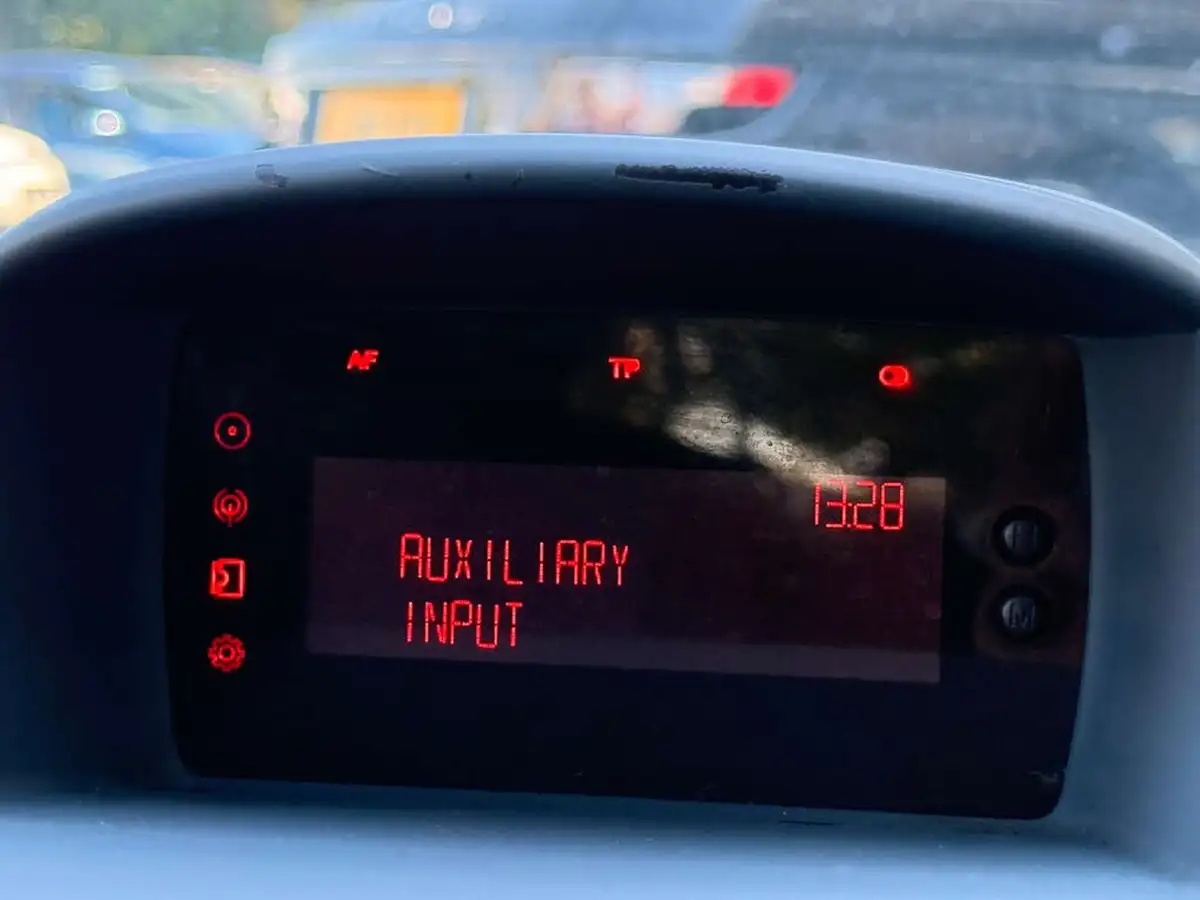 AF TP
13:28
AUXILIARY
INPUT
M